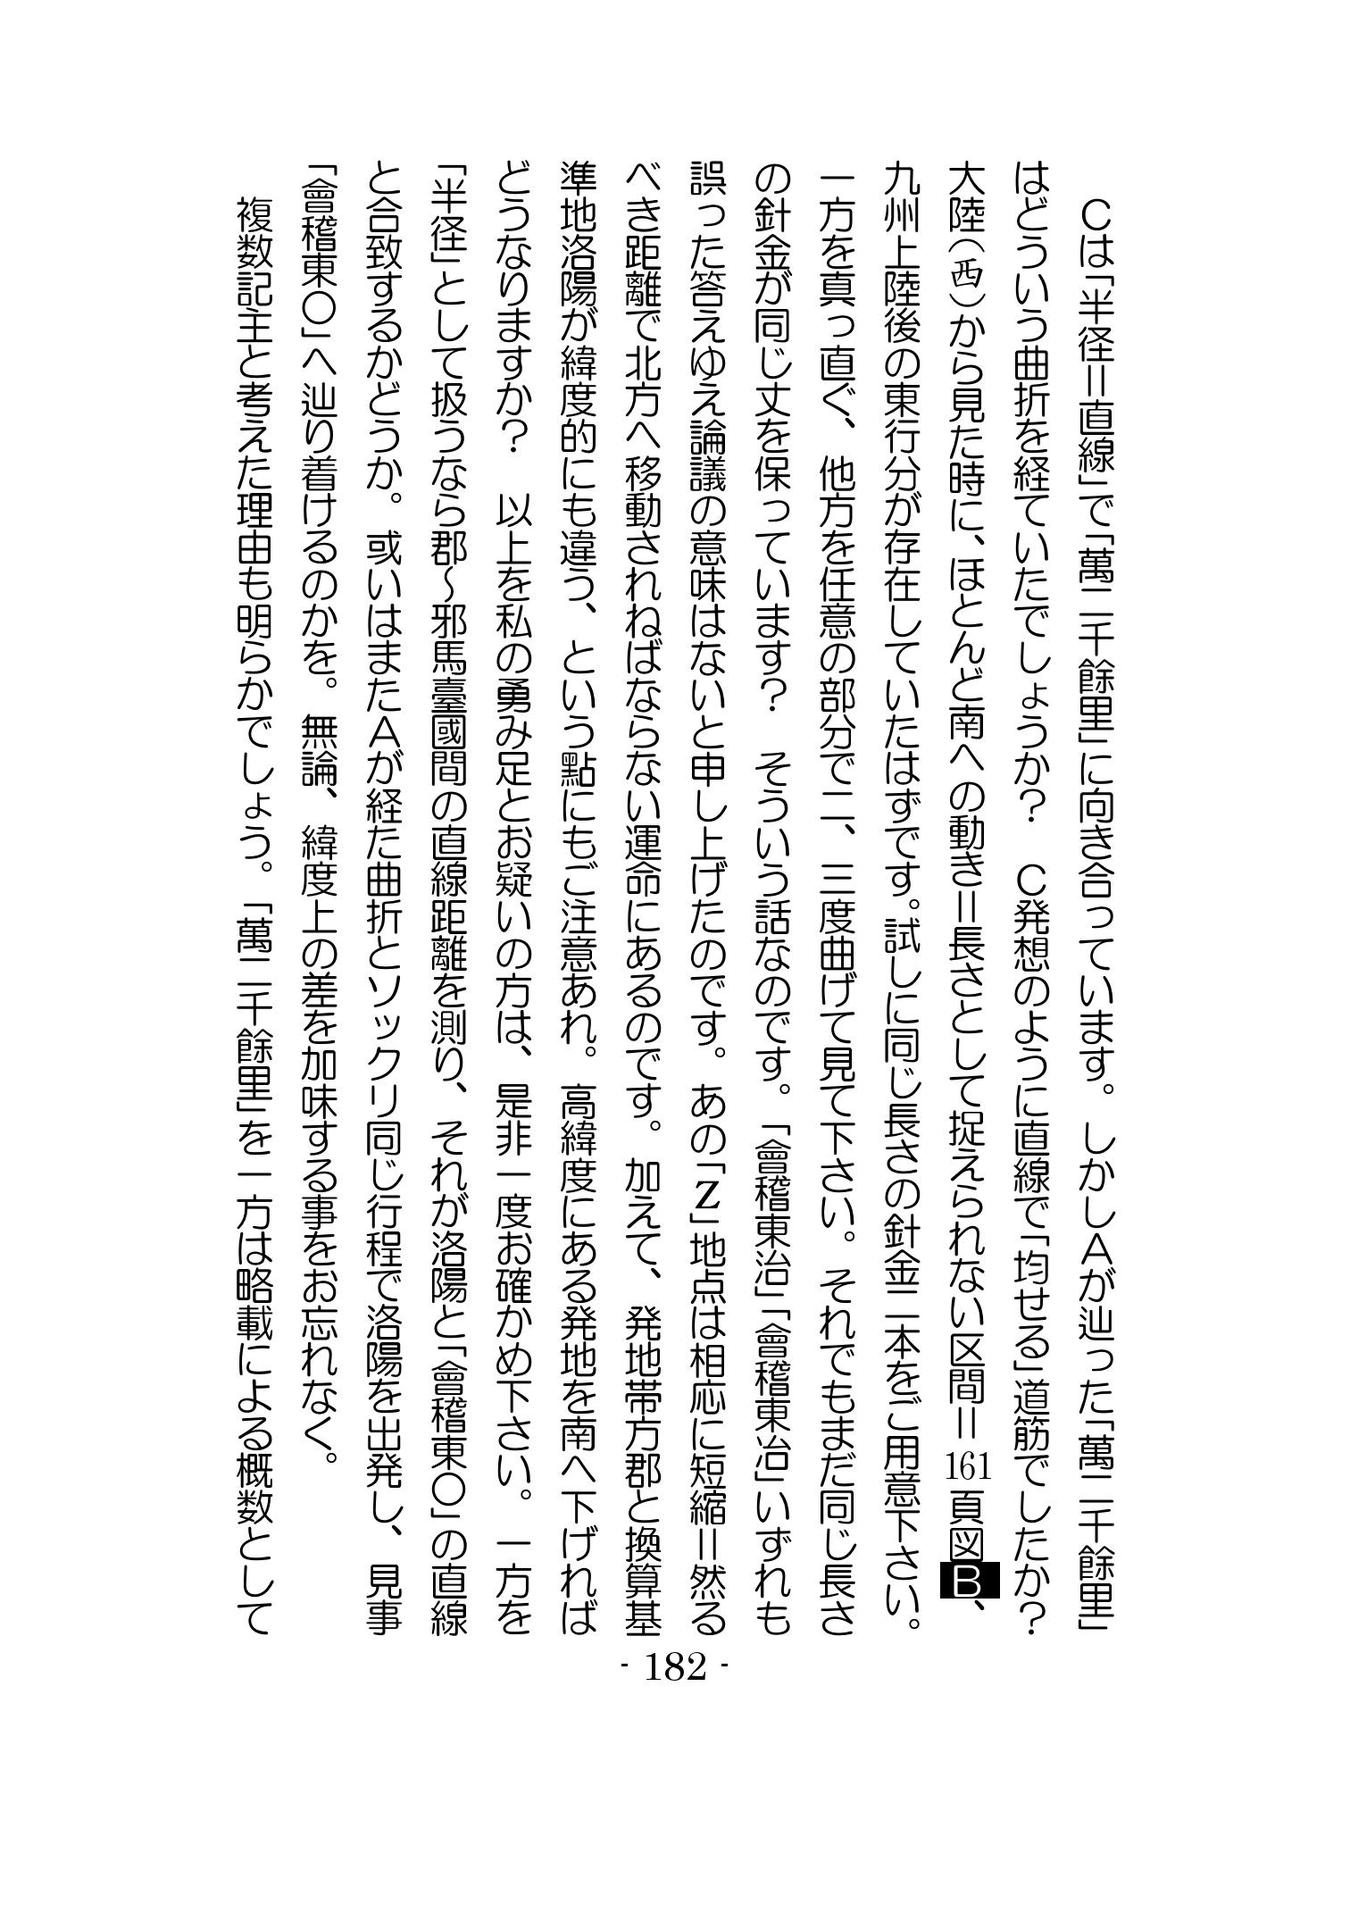 Ｃは「半径＝直線」で「萬二千餘里」に向き合っています。しかしＡが辿った「萬二千餘里」
はどういう曲折を経ていたでしょうか？　Ｃ発想のように直線で「均せる」道筋でしたか？
大陸（西）から見た時に、ほとんど南への動き＝長さとして捉えられない区間＝161頁図Ｂ、
九州上陸後の東行分が存在していたはずです。試しに同じ長さの針金二本をご用意下さい。
一方を真っ直ぐ、他方を任意の部分で二、三度曲げて見て下さい。それでもまだ同じ長さ
の針金が同じ丈を保っています？　そういう話なのです。「會稽東治」「會稽東冶」いずれも
誤った答えゆえ論議の意味はないと申し上げたのです。あの「Z」地点は相応に短縮＝然る
べき距離で北方へ移動されねばならない運命にあるのです。加えて、発地帯方郡と換算基
準地洛陽が緯度的にも違う、という點にもご注意あれ。高緯度にある発地を南へ下げれば
どうなりますか？　以上を私の勇み足とお疑いの方は、是非一度お確かめ下さい。一方を
「半径」として扱うなら郡～邪馬臺國間の直線距離を測り、それが洛陽と「會稽東〇」の直線
と合致するかどうか。或いはまたＡが経た曲折とソックリ同じ行程で洛陽を出発し、見事
「會稽東〇」へ辿り着けるのかを。無論、緯度上の差を加味する事をお忘れなく。
　複数記主と考えた理由も明らかでしょう。「萬二千餘里」を一方は略載による概数として
- 182 -